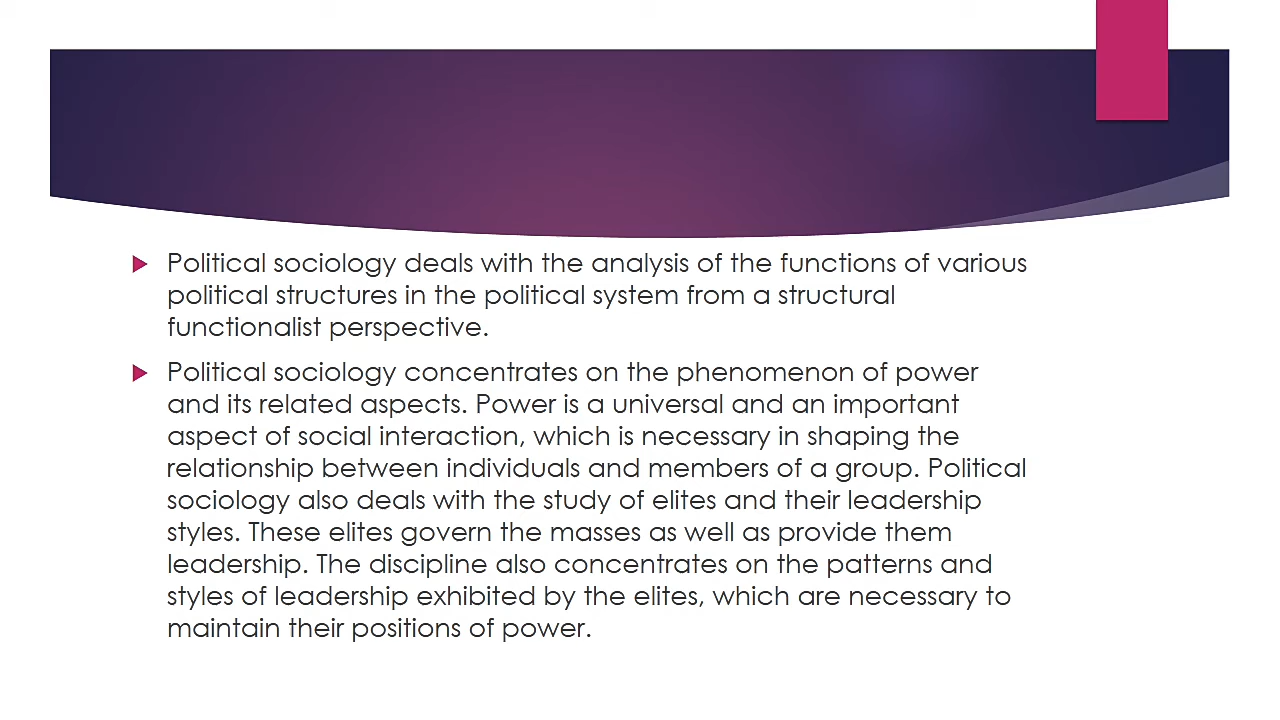 Political sociology deals with the analysis of the functions of various
political structures in the political system from a structural
functionalist perspective.
Political sociology concentrates on the phenomenon of power
and its related aspects. Power is a universal and an important
aspect of social interaction, which is necessary in shaping the
relationship between individuals and members of a group. Political
sociology also deals with the study of elites and their leadership
styles. These elites govern the masses as well as provide them
leadership. The discipline also concentrates on the patterns and
styles of leadership exhibited by the elites, which are necessary to
maintain their positions of power.